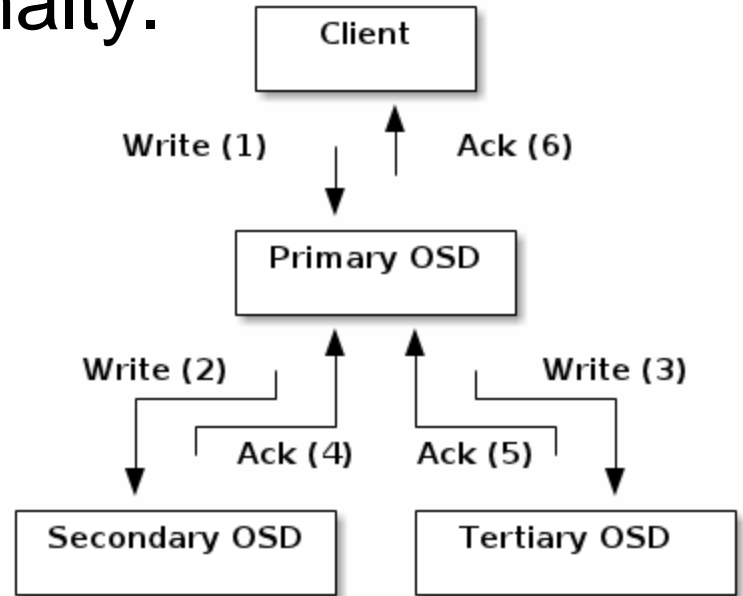 nalty.
Client
Write (1) Ack (6)
Primary OSD
Write (2) Write (3)
Ack (4) Ack (5)
Secondary OSD Tertiary OSD